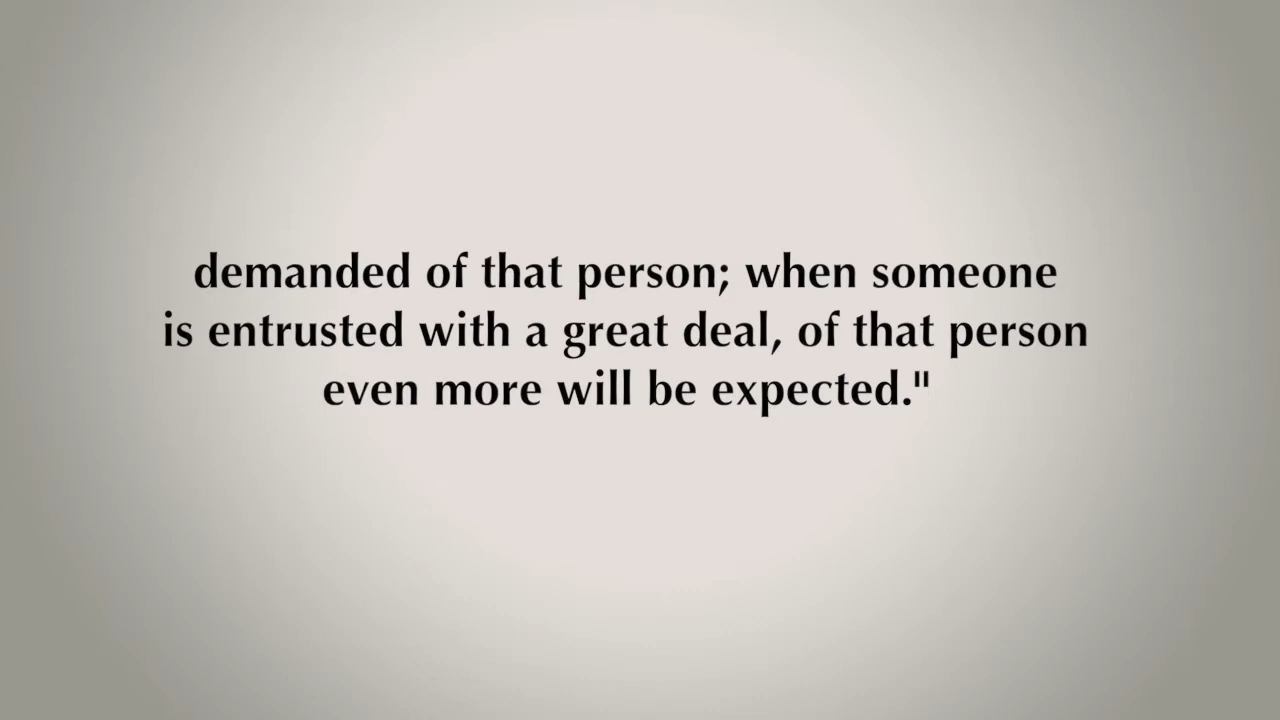 demanded of that person; when someone
is entrusted with a great deal, of that person
even more will be expected."